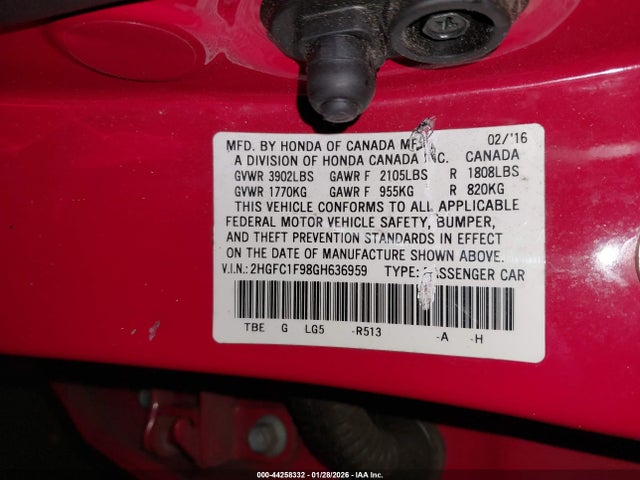 MFD. BY HONDA OF CANADA MFG. 02/'16
A DIVISION OF HONDA CANADA INC. CANADA
GVWR 3902LBS GAWR F 2105LBS R 1808LBS
GVWR 1770KG GAWR F 955KG R 820KG
THIS VEHICLE CONFORMS TO ALL APPLICABLE
FEDERAL MOTOR VEHICLE SAFETY, BUMPER,
AND THEFT PREVENTION STANDARDS IN EFFECT
ON THE DATE OF MANUFACTURE SHOWN ABOVE.
V.I.N.: 2HGFC1F98GH636959 TYPE: PASSENGER CAR
TBE G LG5 -R513 -A -H
000-44258332 | 01/28/2026 - IAA Inc.